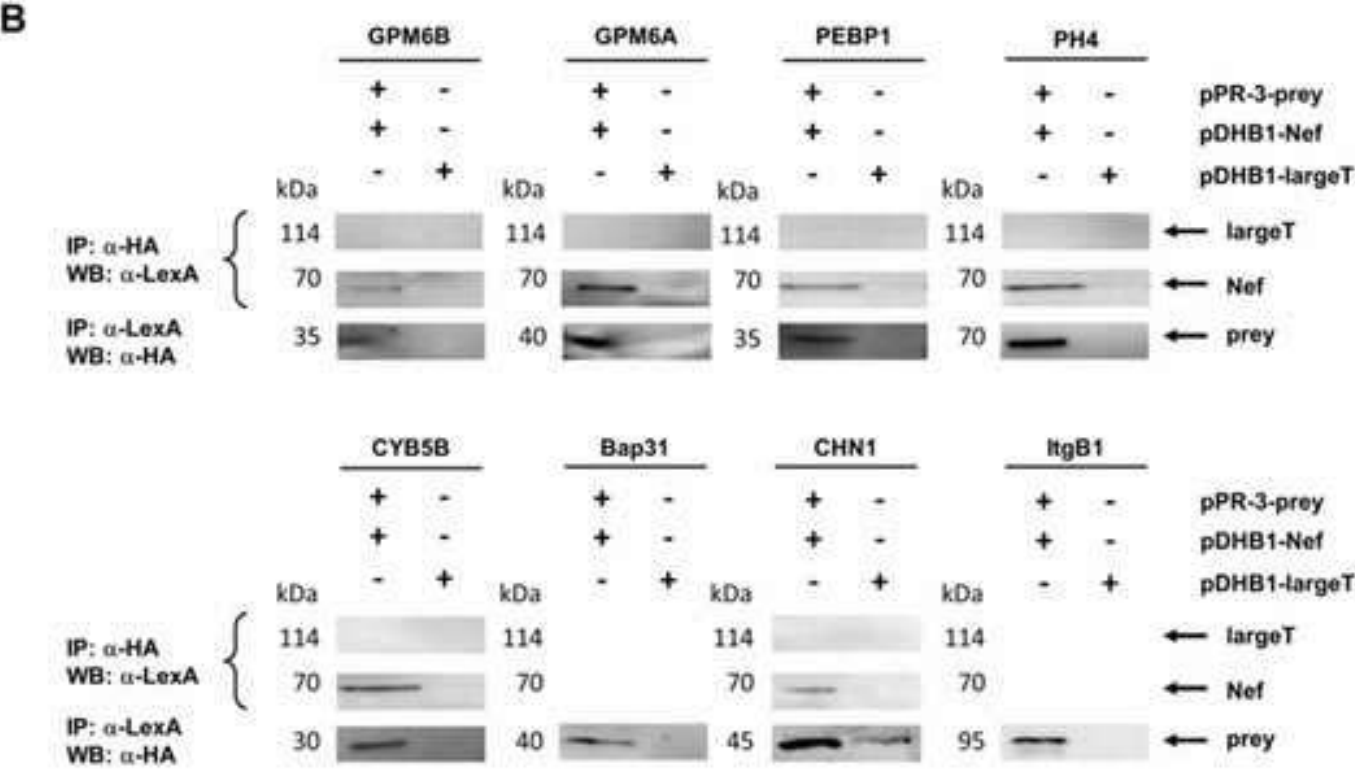 B
GPM6B GPM6A PEBP1 PH4
+ - + - + - + - pPR-3-prey
+ - + - + - + - pDHB1-Nef
- + - + - + - + pDHB1-largeT
kDa kDa kDa kDa
IP: α-HA
WB: α-LexA
114 114 114 114 largeT
70 70 70 70 Nef
IP: α-LexA
WB: α-HA
35 40 35 70 prey
CYB5B Bap31 CHN1 ItgB1
+ - + - + - + - pPR-3-prey
+ - + - + - + - pDHB1-Nef
- + - + - + - + pDHB1-largeT
kDa kDa kDa kDa
IP: α-HA
WB: α-LexA
114 114 114 114 largeT
70 70 70 70 Nef
IP: α-LexA
WB: α-HA
30 40 45 95 prey